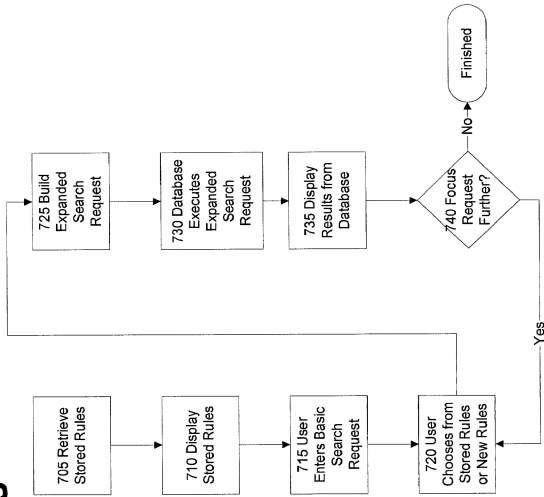 705 Retrieve
Stored Rules
710 Display
Stored Rules
715 User
Enters Basic
Search
Request
720 User
Chooses from
Stored Rules
or New Rules
725 Build
Expanded
Search
Request
730 Database
Executes
Expanded
Search
Request
735 Display
Results from
Database
740 Focus
Request
Further?
No
Finished
Yes